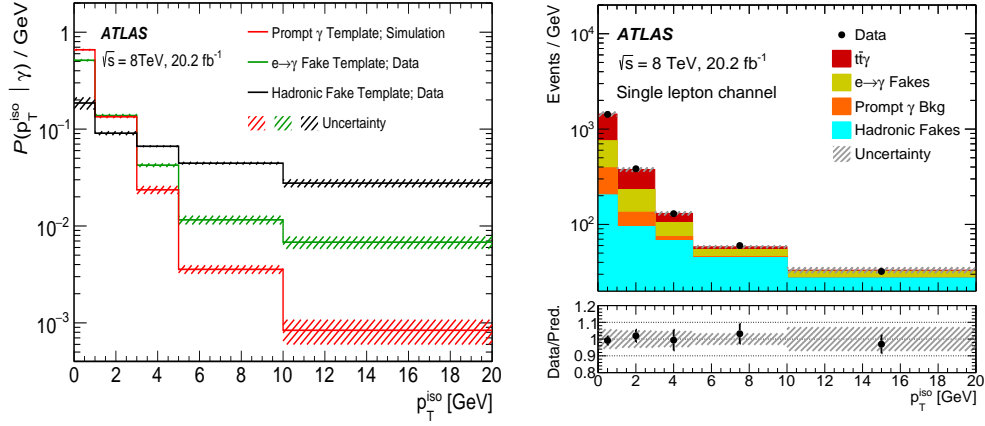 P(p_T^iso | γ) / GeV
1
10⁻¹
10⁻²
10⁻³
ATLAS
√s = 8TeV, 20.2 fb⁻¹
Prompt γ Template; Simulation
e→γ Fake Template; Data
Hadronic Fake Template; Data
Uncertainty
0 2 4 6 8 10 12 14 16 18 20
p_T^iso [GeV]
Events / GeV
10³
10²
ATLAS
√s = 8 TeV, 20.2 fb⁻¹
Single lepton channel
Data
tt̄γ
e→γ Fakes
Prompt γ Bkg
Hadronic Fakes
Uncertainty
Data/Pred.
1.2
1.1
1.0
0.9
0.8
0 2 4 6 8 10 12 14 16 18 20
p_T^iso [GeV]